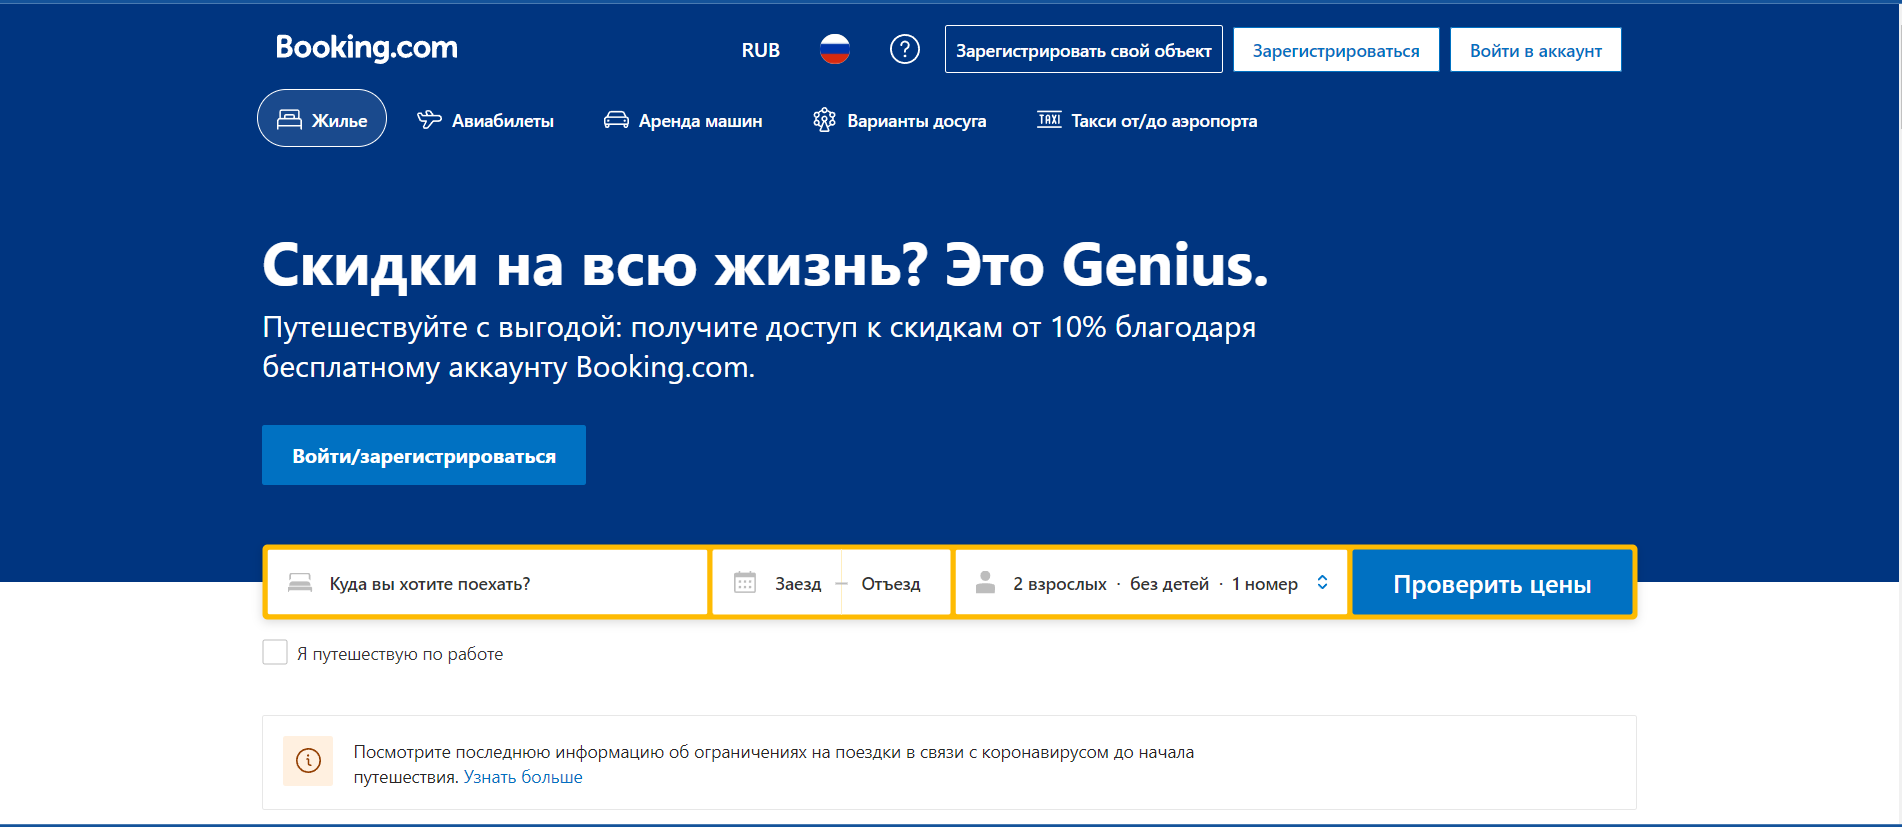 Booking.com
RUB
Зарегистрировать свой объект
Зарегистрироваться
Войти в аккаунт
Жилье
Авиабилеты
Аренда машин
Варианты досуга
TAXI
Такси от/до аэропорта
Скидки на всю жизнь? Это Genius.
Путешествуйте с выгодой: получите доступ к скидкам от 10% благодаря
бесплатному аккаунту Booking.com.
Войти/зарегистрироваться
Куда вы хотите поехать?
Заезд — Отъезд
2 взрослых · без детей · 1 номер
Проверить цены
Я путешествую по работе
Посмотрите последнюю информацию об ограничениях на поездки в связи с коронавирусом до начала
путешествия. Узнать больше